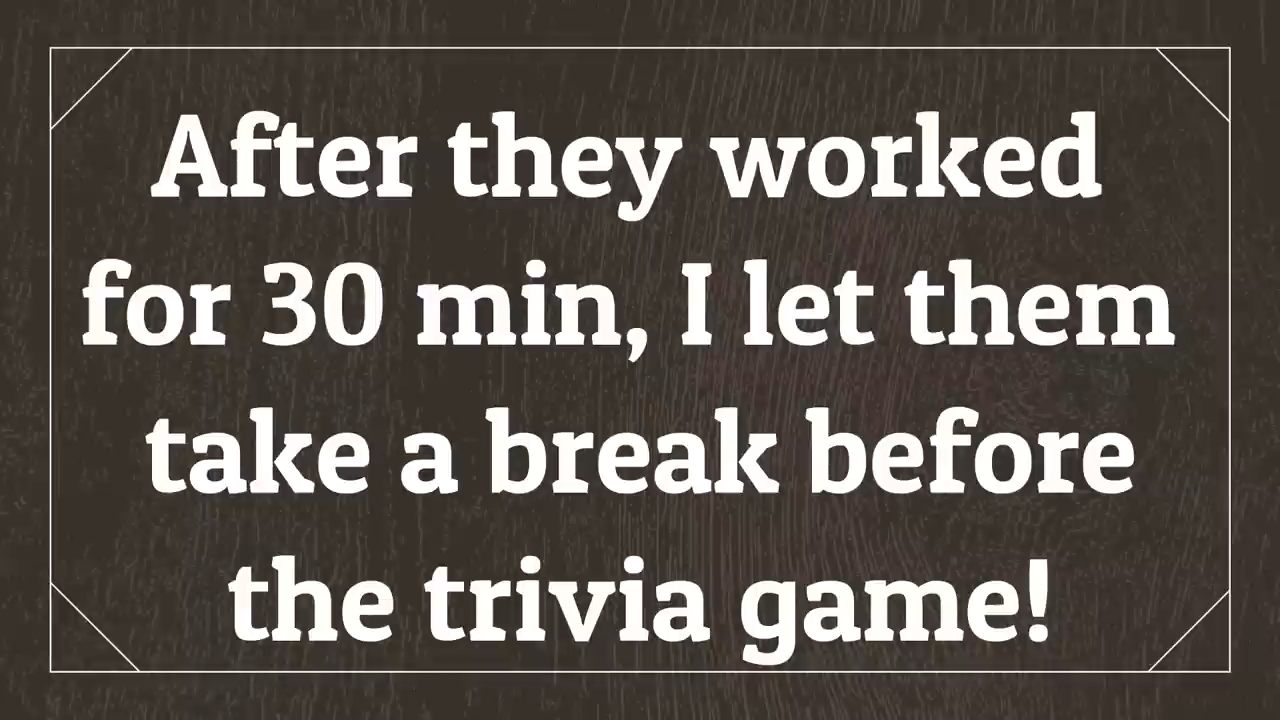 After they worked
for 30 min, I let them
take a break before
the trivia game!